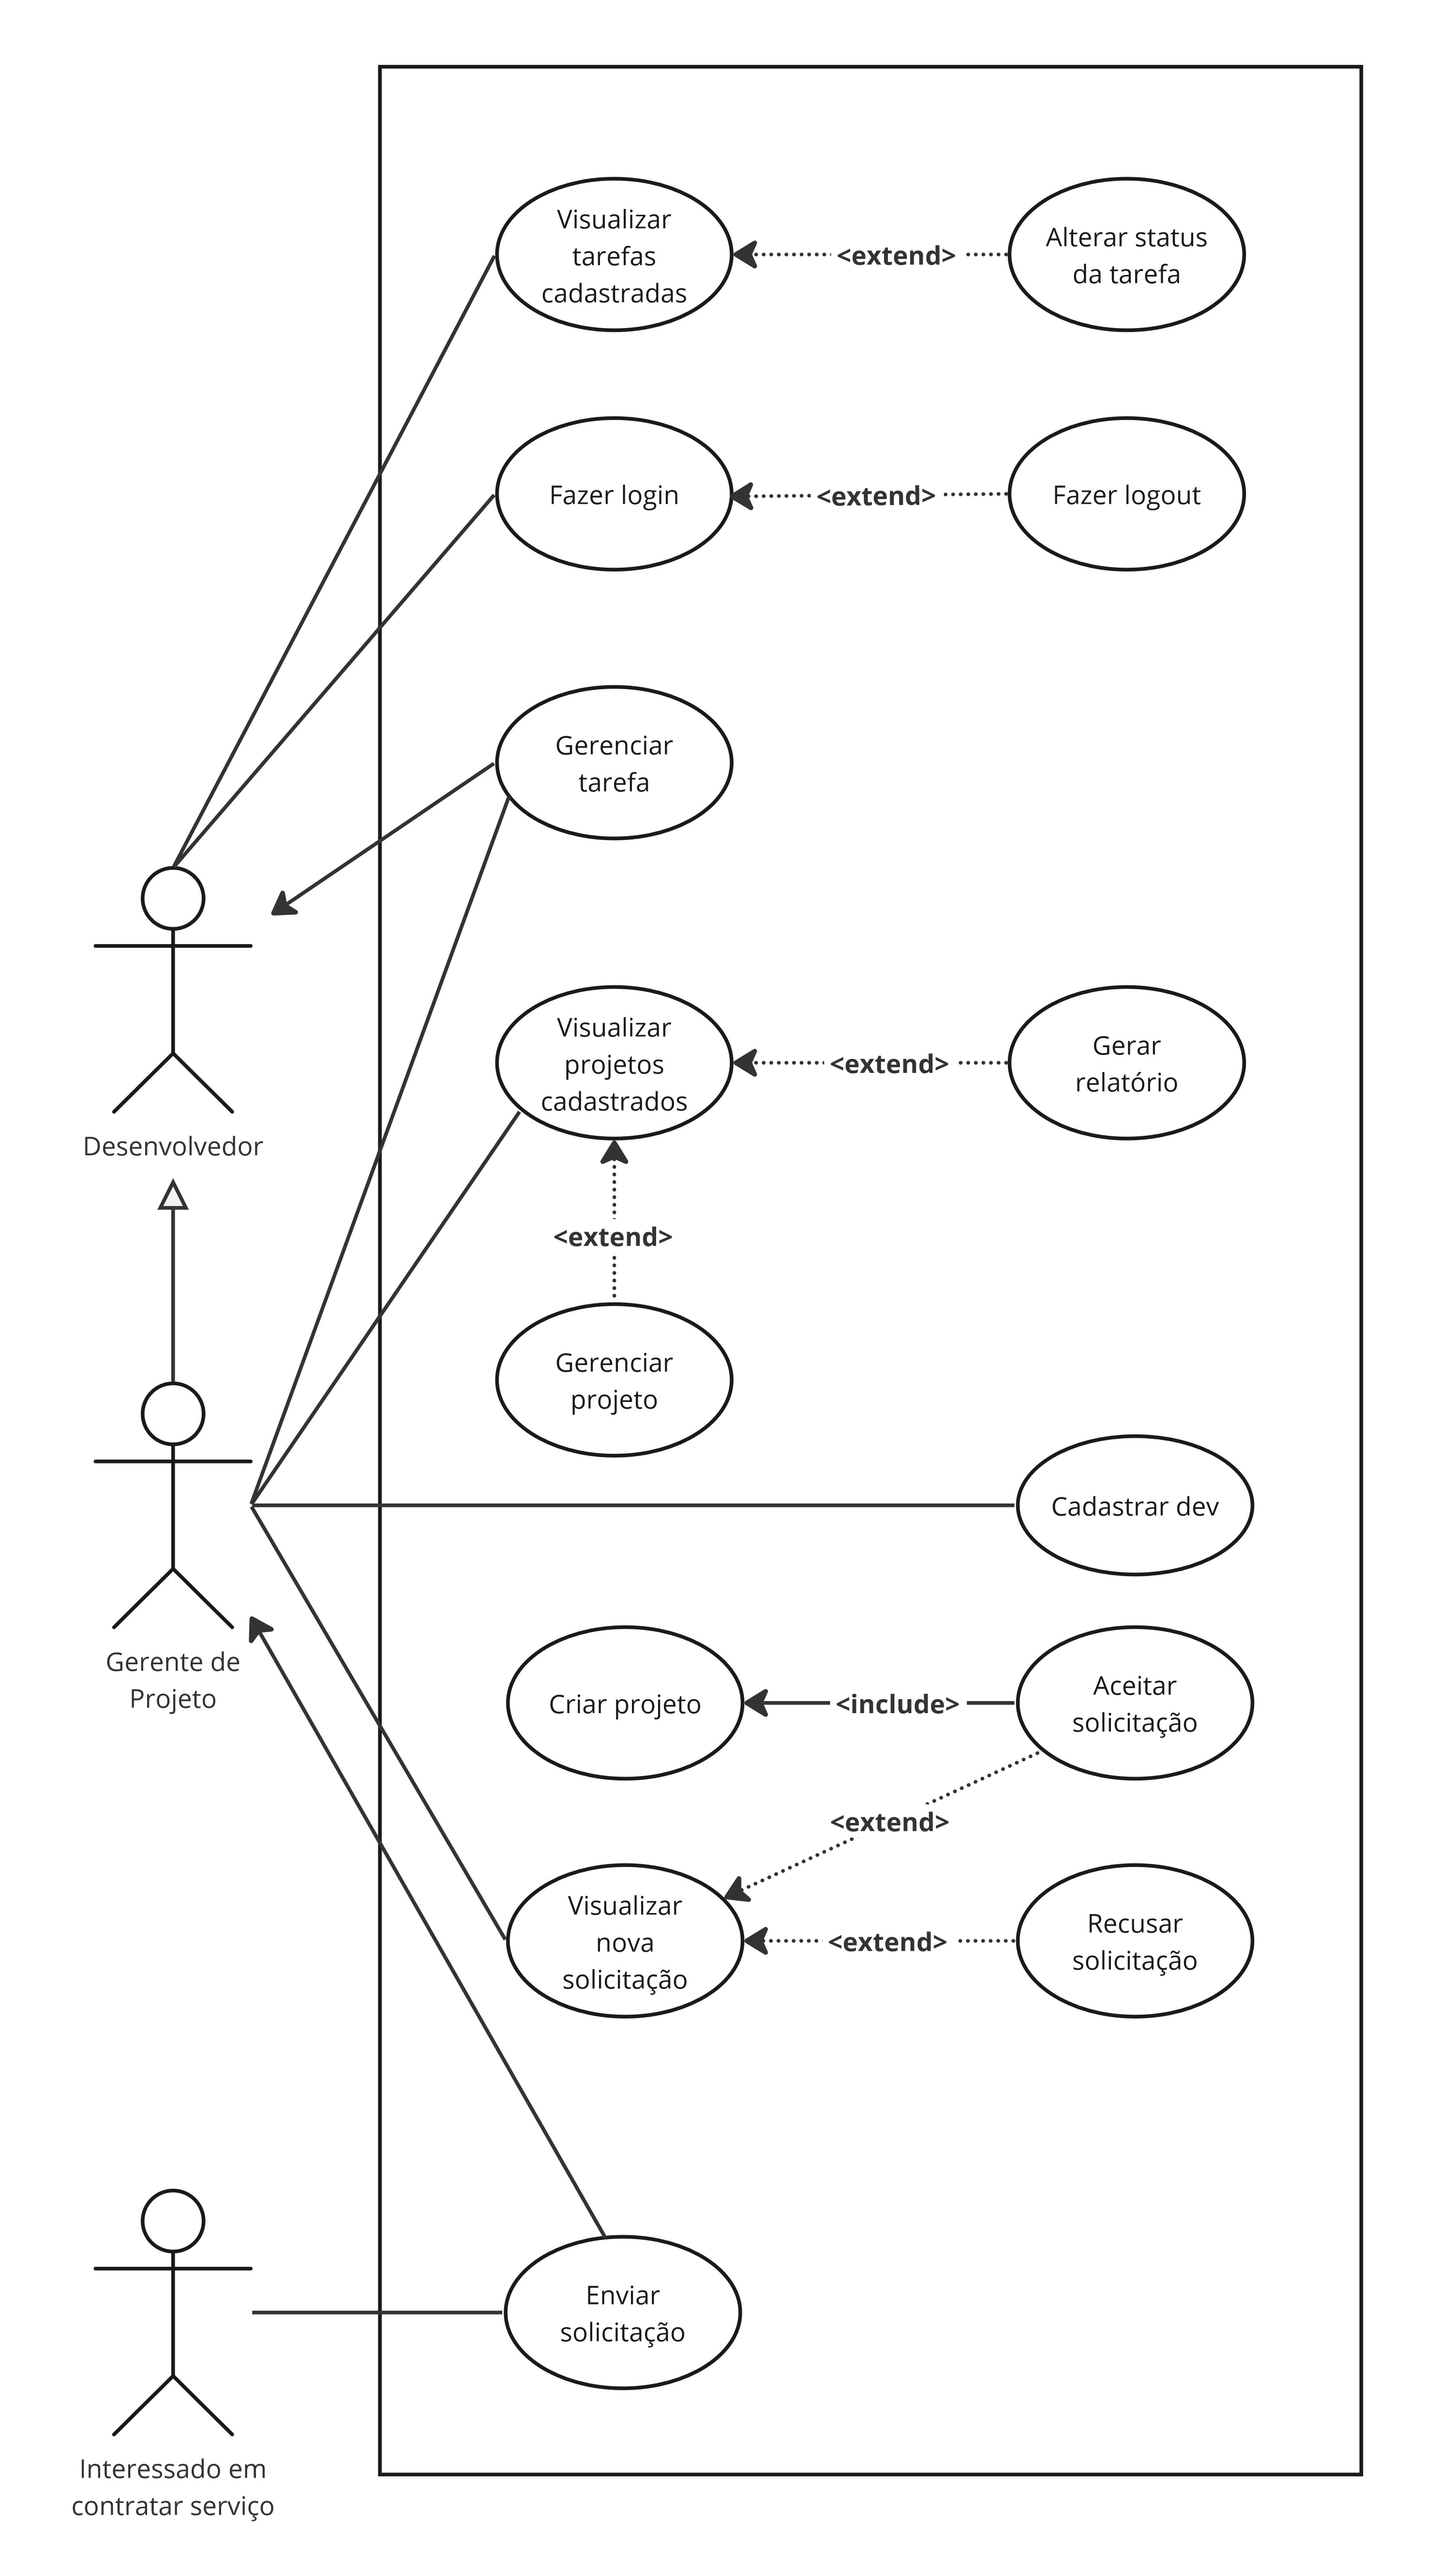 Visualizar
tarefas
cadastradas
<extend>
Alterar status
da tarefa
Fazer login
<extend>
Fazer logout
Gerenciar
tarefa
Desenvolvedor
Visualizar
projetos
cadastrados
<extend>
Gerar
relatório
<extend>
Gerenciar
projeto
Cadastrar dev
Gerente de
Projeto
Criar projeto
<include>
Aceitar
solicitação
<extend>
Visualizar
nova
solicitação
<extend>
Recusar
solicitação
Enviar
solicitação
Interessado em
contratar serviço